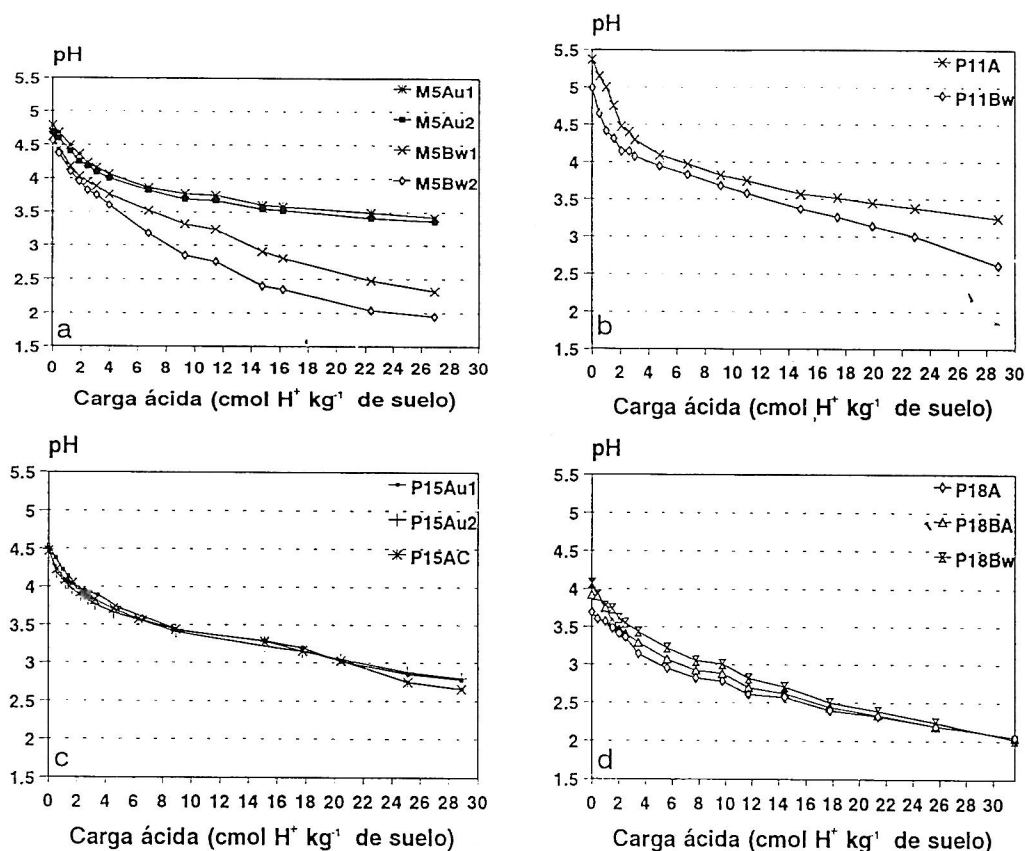 pH
5.5
5
4.5
4
3.5
3
2.5
2
1.5
M5Au1
M5Au2
M5Bw1
M5Bw2
a
0 2 4 6 8 10 12 14 16 18 20 22 24 26 28 30
Carga ácida (cmol H⁺ kg⁻¹ de suelo)
pH
5.5
5
4.5
4
3.5
3
2.5
2
1.5
P11A
P11Bw
b
0 2 4 6 8 10 12 14 16 18 20 22 24 26 28 30
Carga ácida (cmol H⁺ kg⁻¹ de suelo)
pH
5.5
5
4.5
4
3.5
3
2.5
2
1.5
P15Au1
P15Au2
P15AC
c
0 2 4 6 8 10 12 14 16 18 20 22 24 26 28 30
Carga ácida (cmol H⁺ kg⁻¹ de suelo)
pH
5.5
5
4.5
4
3.5
3
2.5
2
1.5
P18A
P18BA
P18Bw
d
0 2 4 6 8 10 12 14 16 18 20 22 24 26 28 30
Carga ácida (cmol H⁺ kg⁻¹ de suelo)